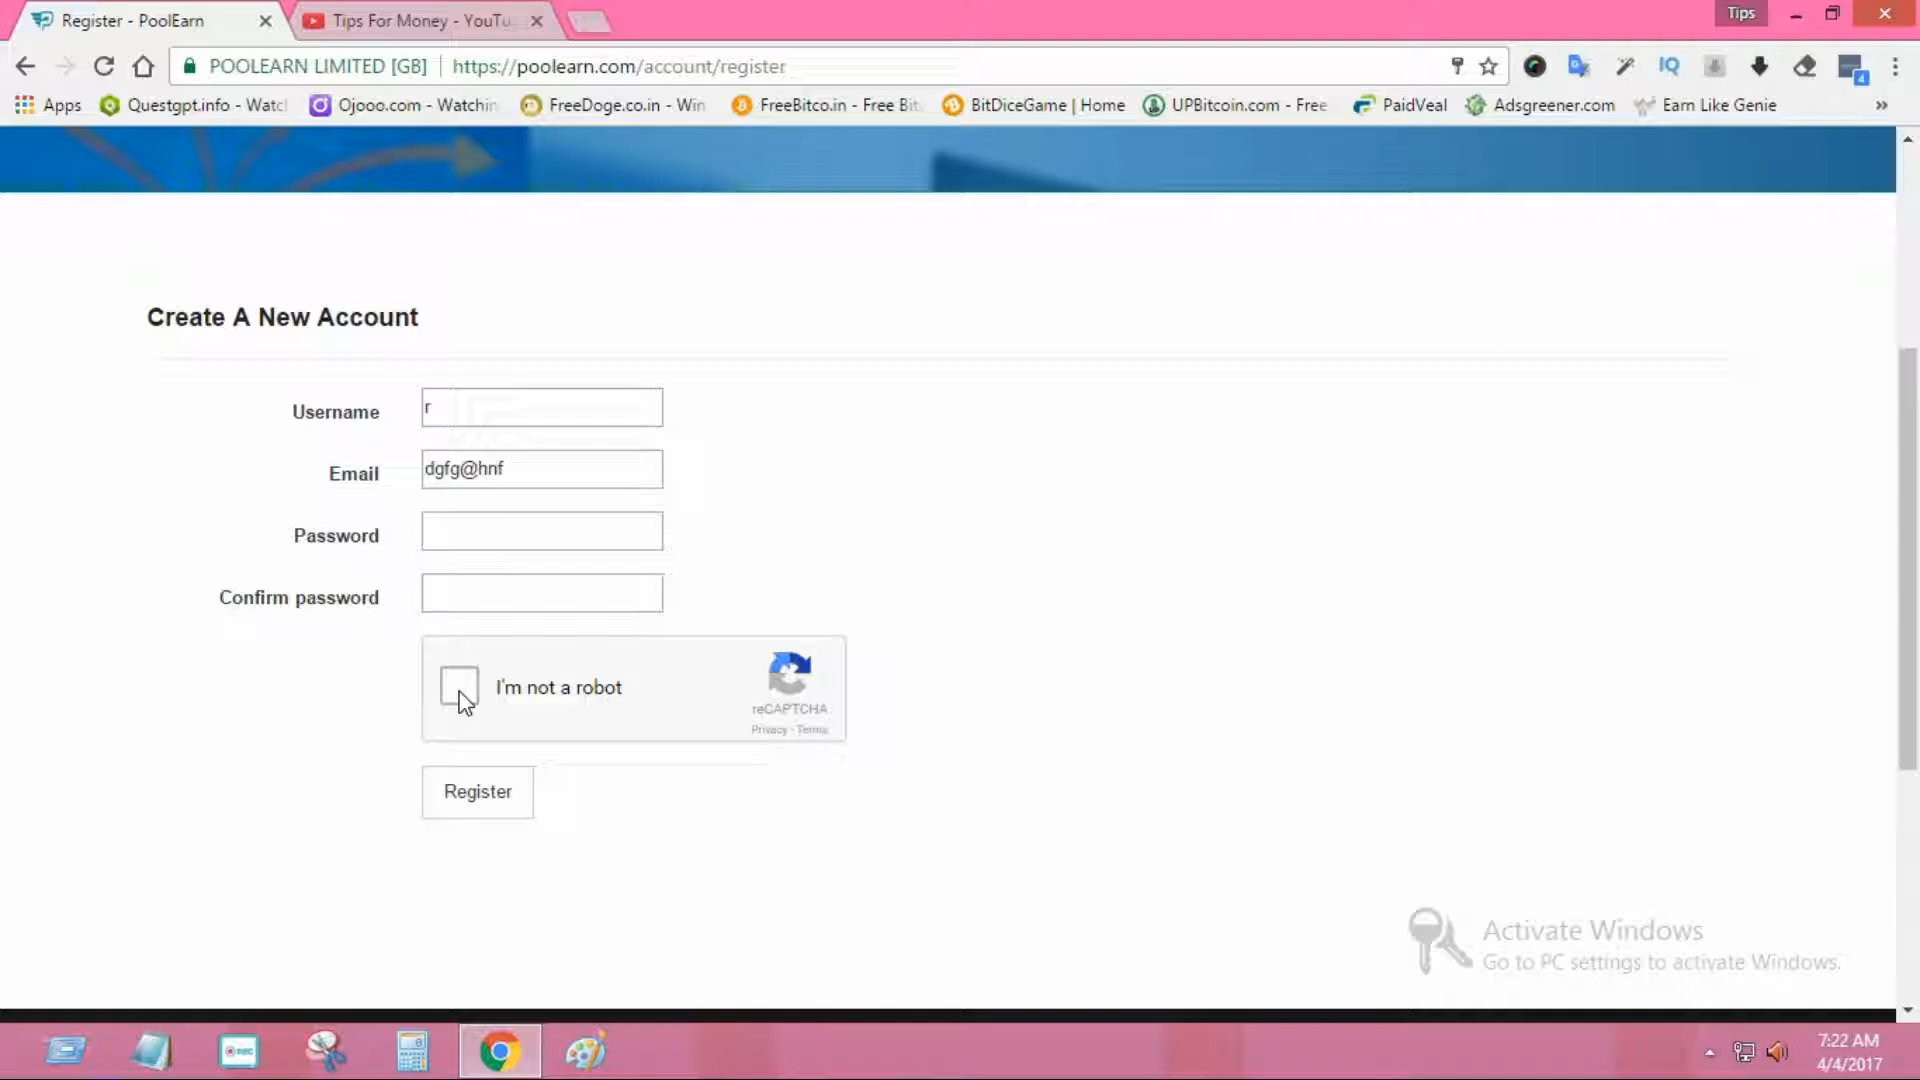 Register - PoolEarn
Tips For Money - YouTu
Tips
POOLEARN LIMITED [GB] https://poolearn.com/account/register
IQ
4
Apps
Questgpt.info - Watc
Ojooo.com - Watchin
FreeDoge.co.in - Win
FreeBitco.in - Free Bit
BitDiceGame | Home
UPBitcoin.com - Free
PaidVeal
Adsgreener.com
Earn Like Genie
»
Create A New Account
Username r
Email dgfg@hnf
Password
Confirm password
I'm not a robot
reCAPTCHA
Privacy - Terms
Register
Activate Windows
Go to PC settings to activate Windows.
REC
7:22 AM
4/4/2017